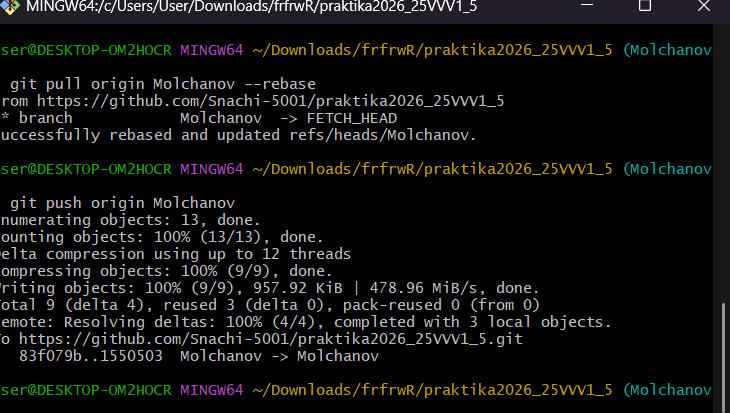 MINGW64:/c/Users/User/Downloads/frfrwR/praktika2026_25VVV1_5
ser@DESKTOP-OM2HOCR MINGW64 ~/Downloads/frfrwR/praktika2026_25VVV1_5 (Molchanov
git pull origin Molchanov --rebase
rom https://github.com/Snachi-5001/praktika2026_25VVV1_5
* branch Molchanov -> FETCH_HEAD
uccessfully rebased and updated refs/heads/Molchanov.
ser@DESKTOP-OM2HOCR MINGW64 ~/Downloads/frfrwR/praktika2026_25VVV1_5 (Molchanov
git push origin Molchanov
numerating objects: 13, done.
ounting objects: 100% (13/13), done.
elta compression using up to 12 threads
ompressing objects: 100% (9/9), done.
riting objects: 100% (9/9), 957.92 KiB | 478.96 MiB/s, done.
otal 9 (delta 4), reused 3 (delta 0), pack-reused 0 (from 0)
emote: Resolving deltas: 100% (4/4), completed with 3 local objects.
o https://github.com/Snachi-5001/praktika2026_25VVV1_5.git
83f079b..1550503 Molchanov -> Molchanov
ser@DESKTOP-OM2HOCR MINGW64 ~/Downloads/frfrwR/praktika2026_25VVV1_5 (Molchanov